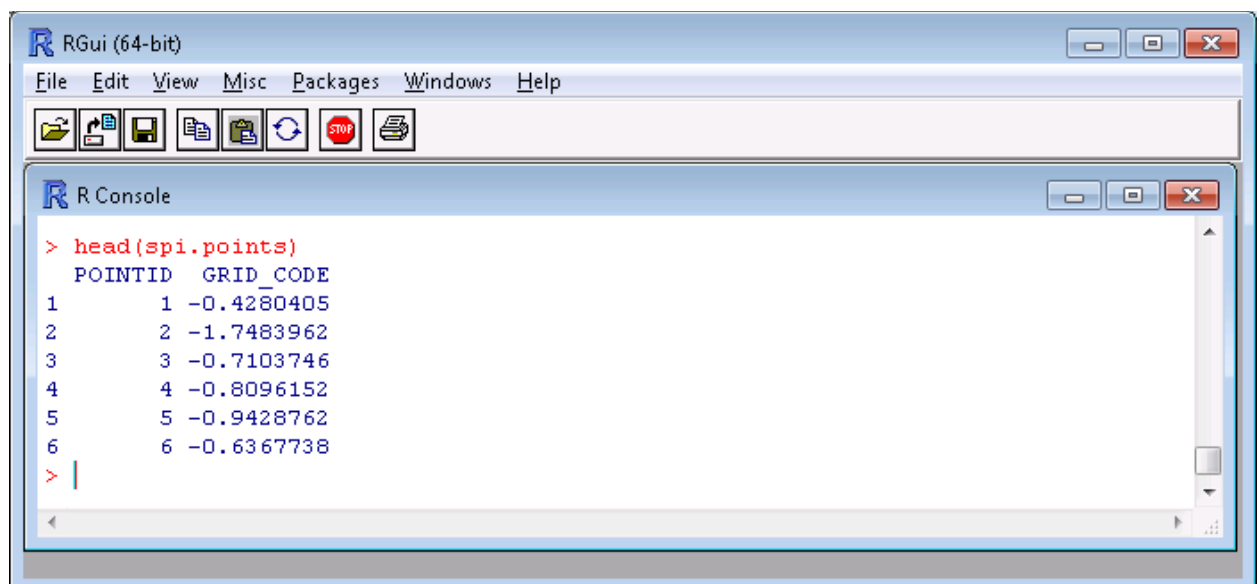 RGui (64-bit)
File Edit View Misc Packages Windows Help
STOP
R Console
> head(spi.points)
  POINTID  GRID_CODE
1       1 -0.4280405
2       2 -1.7483962
3       3 -0.7103746
4       4 -0.8096152
5       5 -0.9428762
6       6 -0.6367738
>